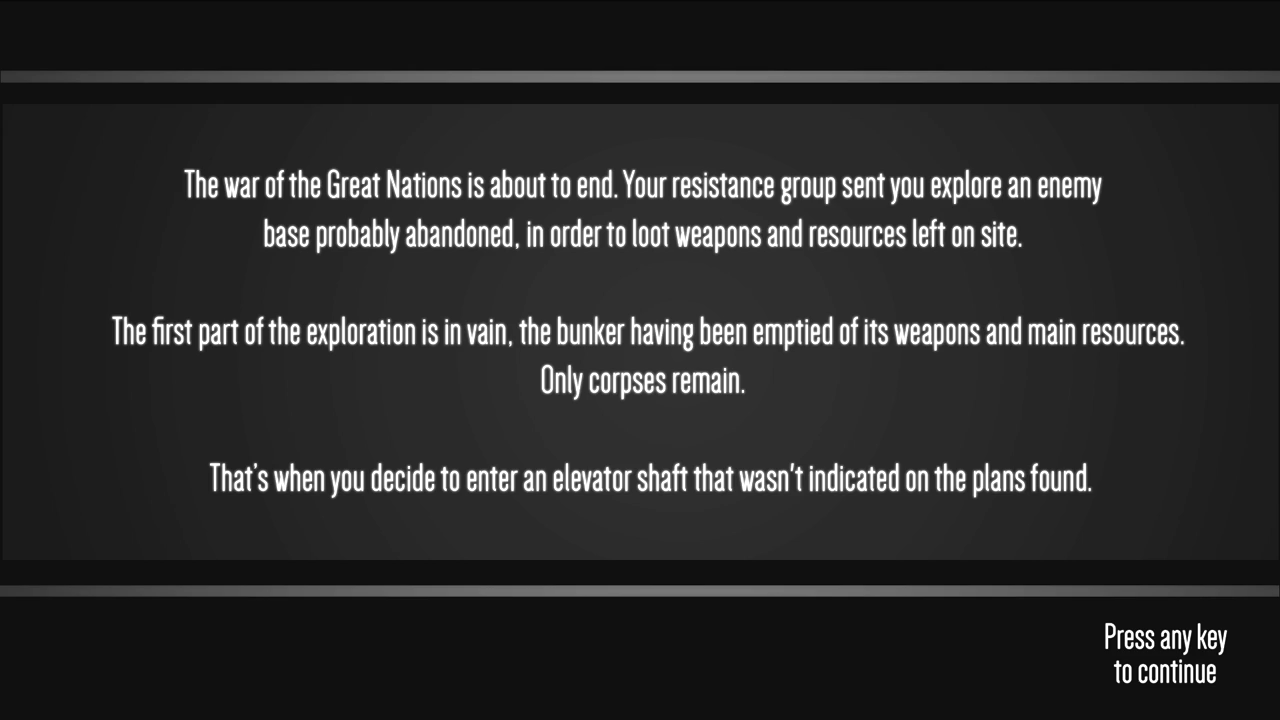 The war of the Great Nations is about to end. Your resistance group sent you explore an enemy
base probably abandoned, in order to loot weapons and resources left on site.
The first part of the exploration is in vain, the bunker having been emptied of its weapons and main resources.
Only corpses remain.
That’s when you decide to enter an elevator shaft that wasn't indicated on the plans found.
Press any key
to continue